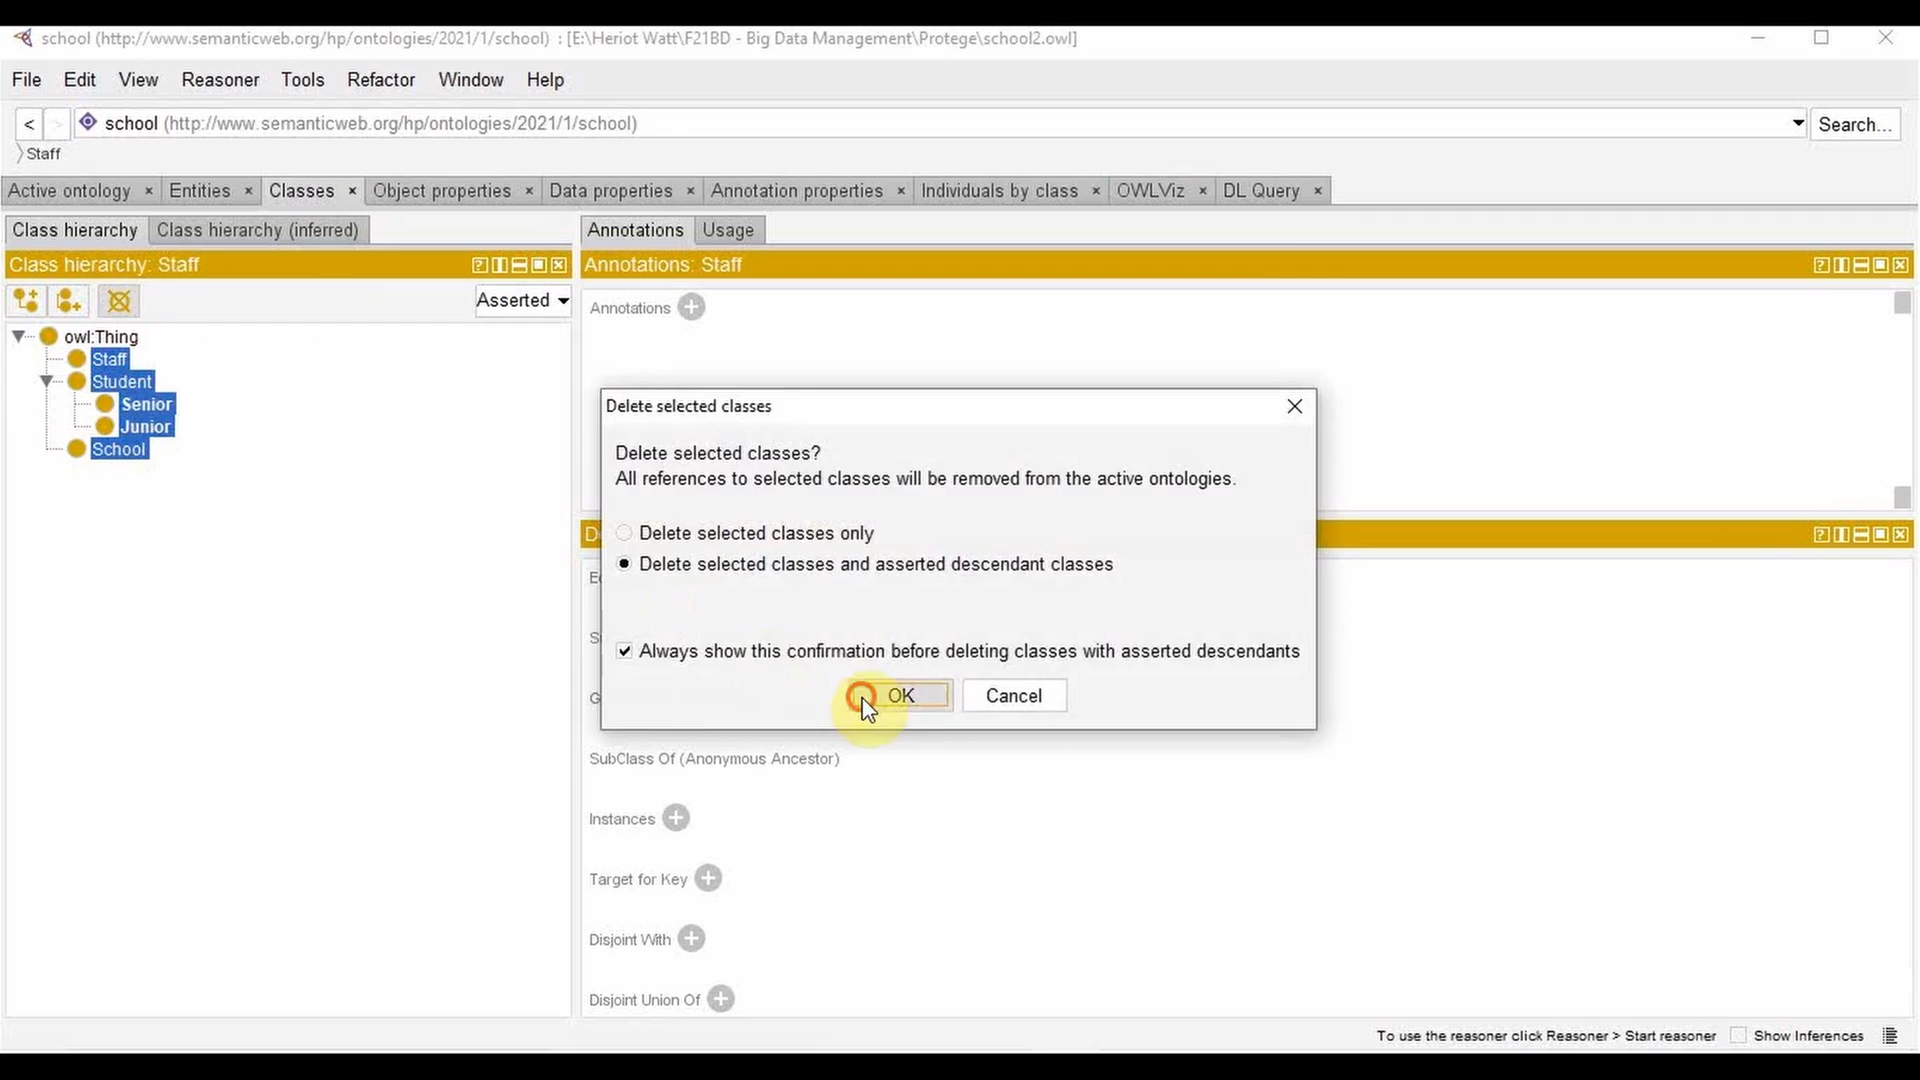 school (http://www.semanticweb.org/hp/ontologies/2021/1/school) : [E:\Heriot Watt\F21BD - Big Data Management\Protege\school2.owl]
File Edit View Reasoner Tools Refactor Window Help
< > school (http://www.semanticweb.org/hp/ontologies/2021/1/school) Search...
Staff
Active ontology × Entities × Classes × Object properties × Data properties × Annotation properties × Individuals by class × OWLViz × DL Query ×
Class hierarchy Class hierarchy (inferred)
Class hierarchy: Staff
Asserted
owl:Thing
Staff
Student
Senior
Junior
School
Annotations Usage
Annotations: Staff
Annotations
Delete selected classes
Delete selected classes?
All references to selected classes will be removed from the active ontologies.
Delete selected classes only
Delete selected classes and asserted descendant classes
Always show this confirmation before deleting classes with asserted descendants
OK Cancel
SubClass Of (Anonymous Ancestor)
Instances
Target for Key
Disjoint With
Disjoint Union Of
To use the reasoner click Reasoner > Start reasoner Show Inferences